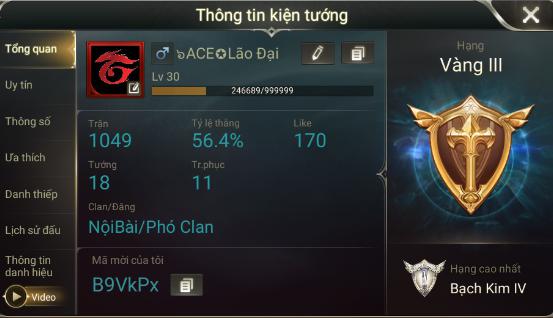 Thông tin kiện tướng
Tổng quan
Uy tín
Thông số
Ưa thích
Danh thiếp
Lịch sử đấu
Thông tin
danh hiệu
Video
ঌACE✪Lão Đại
Lv 30
246689/999999
Trận
Tỷ lệ thắng
Like
1049
56.4%
170
Tướng
Tr.phục
18
11
Clan/Đảng
NộiBài/Phó Clan
Mã mời của tôi
B9VkPx
Hạng
Vàng III
Hạng cao nhất
Bạch Kim IV